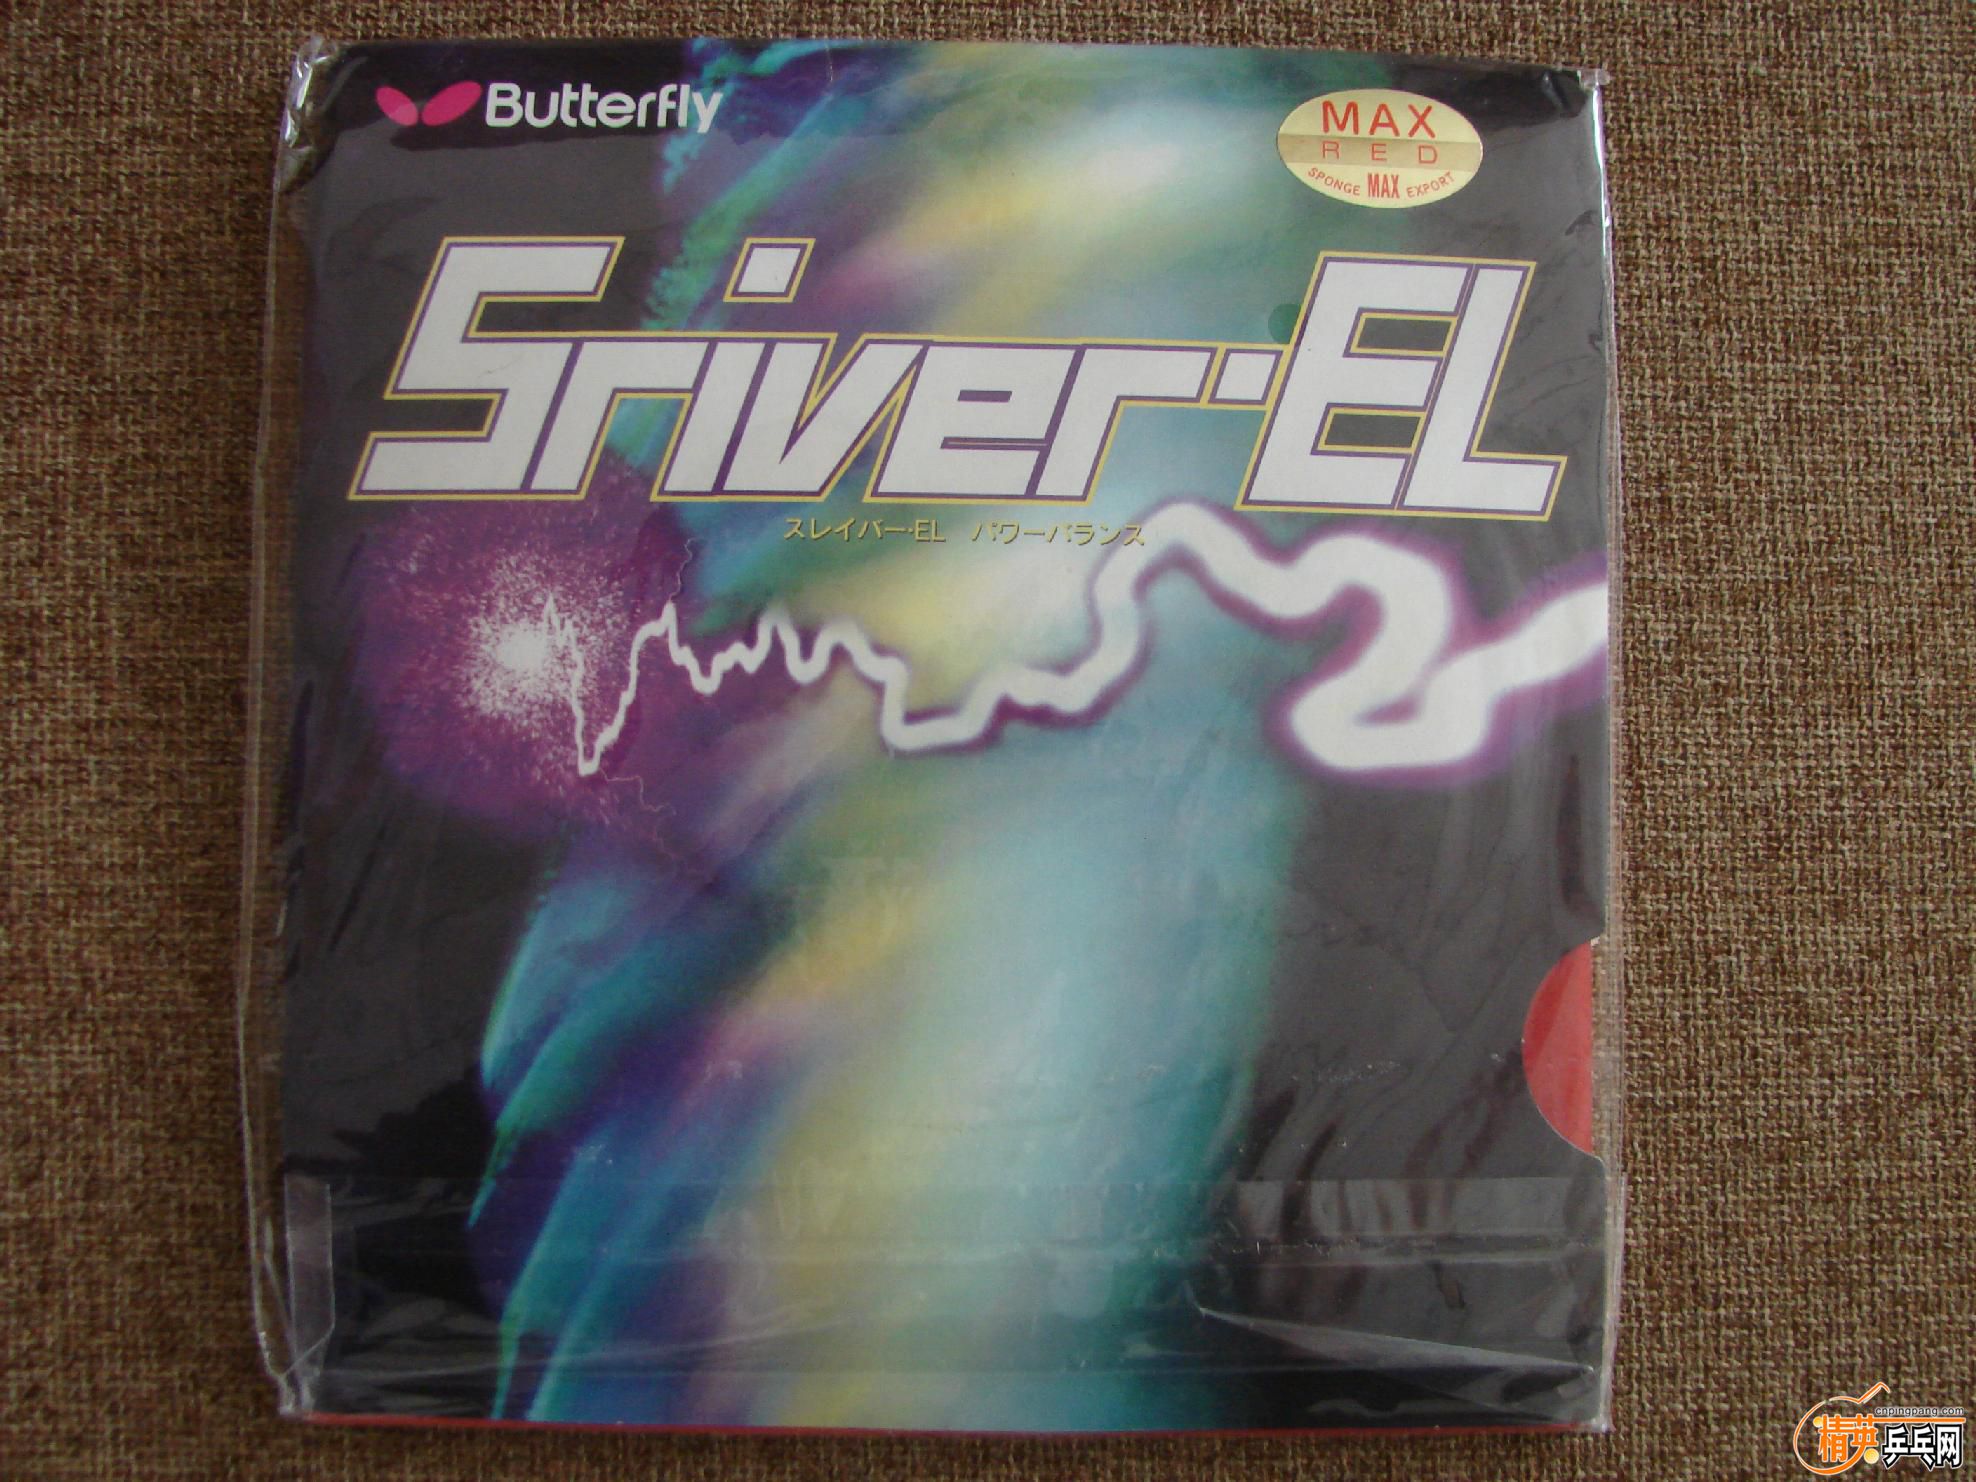 Butterfly
MAX
RED
SPONGE MAX EXPORT
Sriver·EL
スレイバー·EL パワーバランス
cnpingpang.com
精英乒乓网